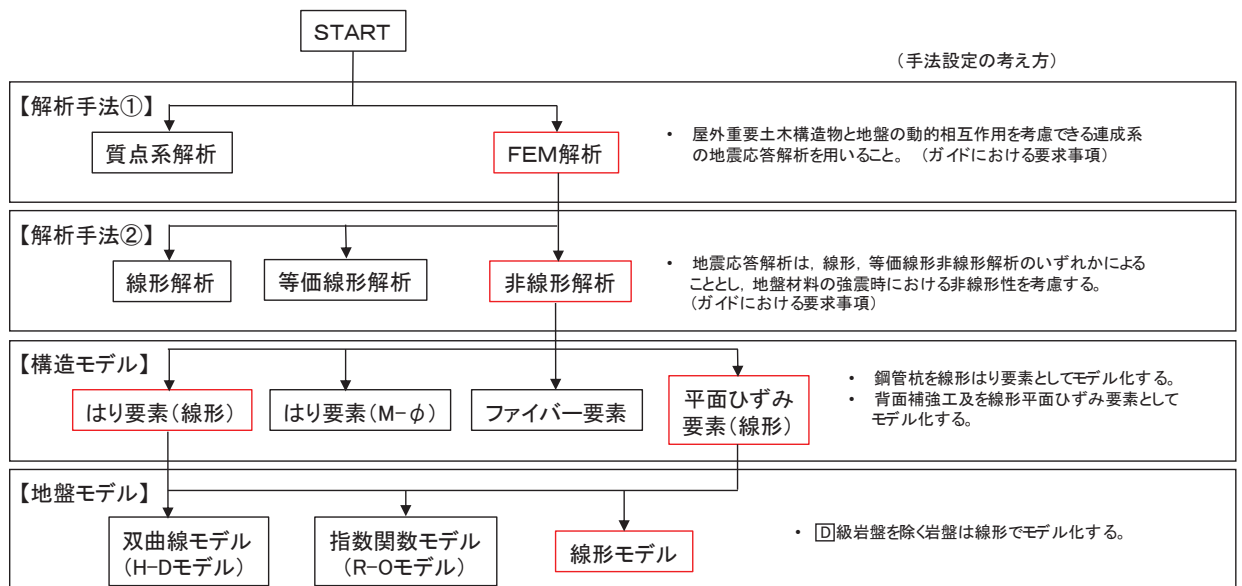 START
（手法設定の考え方）
【解析手法①】
質点系解析
FEM解析
・ 屋外重要土木構造物と地盤の動的相互作用を考慮できる連成系
の地震応答解析を用いること。（ガイドにおける要求事項）
【解析手法②】
線形解析
等価線形解析
非線形解析
・ 地震応答解析は，線形，等価線形非線形解析のいずれかによる
こととし，地盤材料の強震時における非線形性を考慮する。
（ガイドにおける要求事項）
【構造モデル】
はり要素（線形）
はり要素（M-φ）
ファイバー要素
平面ひずみ
要素（線形）
・ 鋼管杭を線形はり要素としてモデル化する。
・ 背面補強工及を線形平面ひずみ要素として
モデル化する。
【地盤モデル】
双曲線モデル
（H-Dモデル）
指数関数モデル
（R-Oモデル）
線形モデル
・ D級岩盤を除く岩盤は線形でモデル化する。